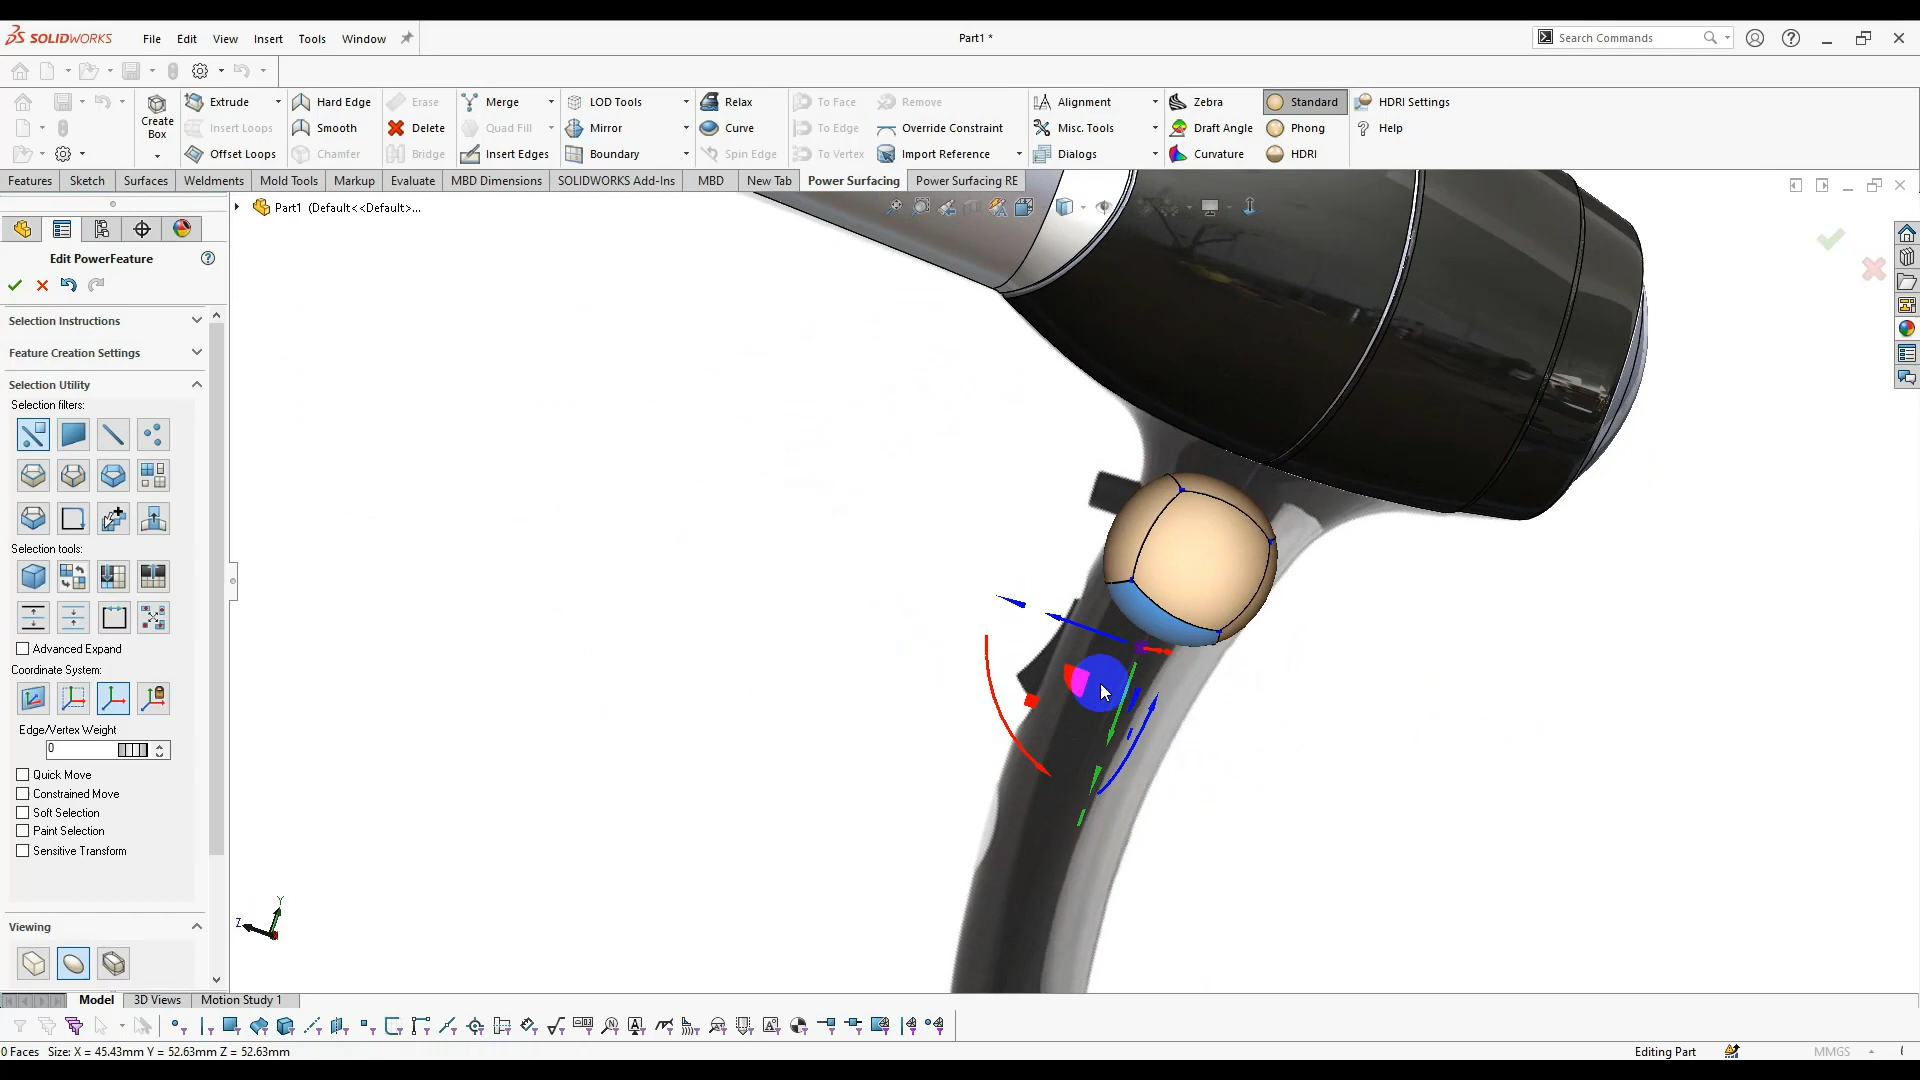 SOLIDWORKS File Edit View Insert Tools Window Part1 * Search Commands
Create Box
Extrude Hard Edge Erase Merge LOD Tools Relax To Face Remove Alignment Zebra Standard HDRI Settings
Insert Loops Smooth Delete Quad Fill Mirror Curve To Edge Override Constraint Misc. Tools Draft Angle Phong Help
Offset Loops Chamfer Bridge Insert Edges Boundary Spin Edge To Vertex Import Reference Dialogs Curvature HDRI
Features Sketch Surfaces Weldments Mold Tools Markup Evaluate MBD Dimensions SOLIDWORKS Add-Ins MBD New Tab Power Surfacing Power Surfacing RE
Part1 (Default<<Default>...
Edit PowerFeature
Selection Instructions
Feature Creation Settings
Selection Utility
Selection filters:
Selection tools:
Advanced Expand
Coordinate System:
Edge/Vertex Weight
0
Quick Move
Constrained Move
Soft Selection
Paint Selection
Sensitive Transform
Y
Z
Viewing
Model 3D Views Motion Study 1
0 Faces Size: X = 45.43mm Y = 52.63mm Z = 52.63mm Editing Part MMGS